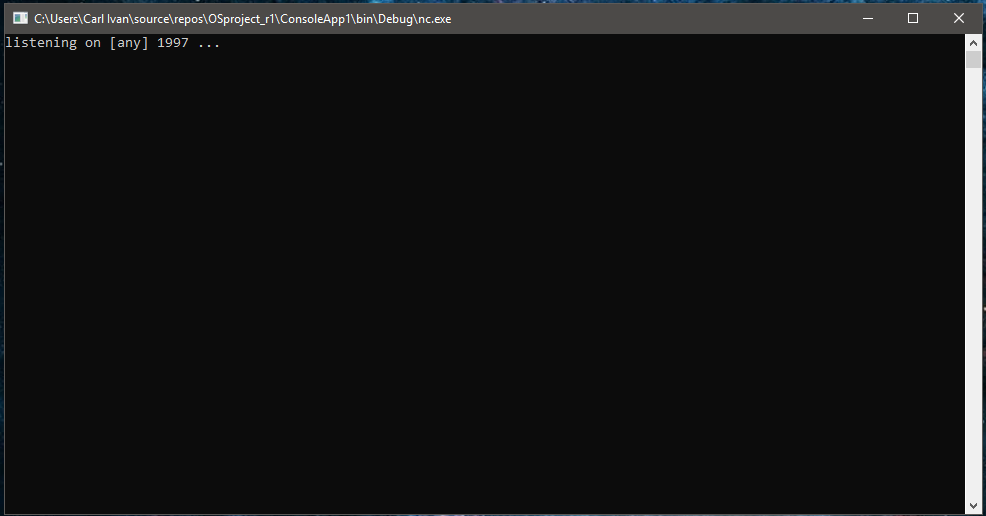 C:\Users\Carl Ivan\source\repos\OSproject_r1\ConsoleApp1\bin\Debug\nc.exe
listening on [any] 1997 ...